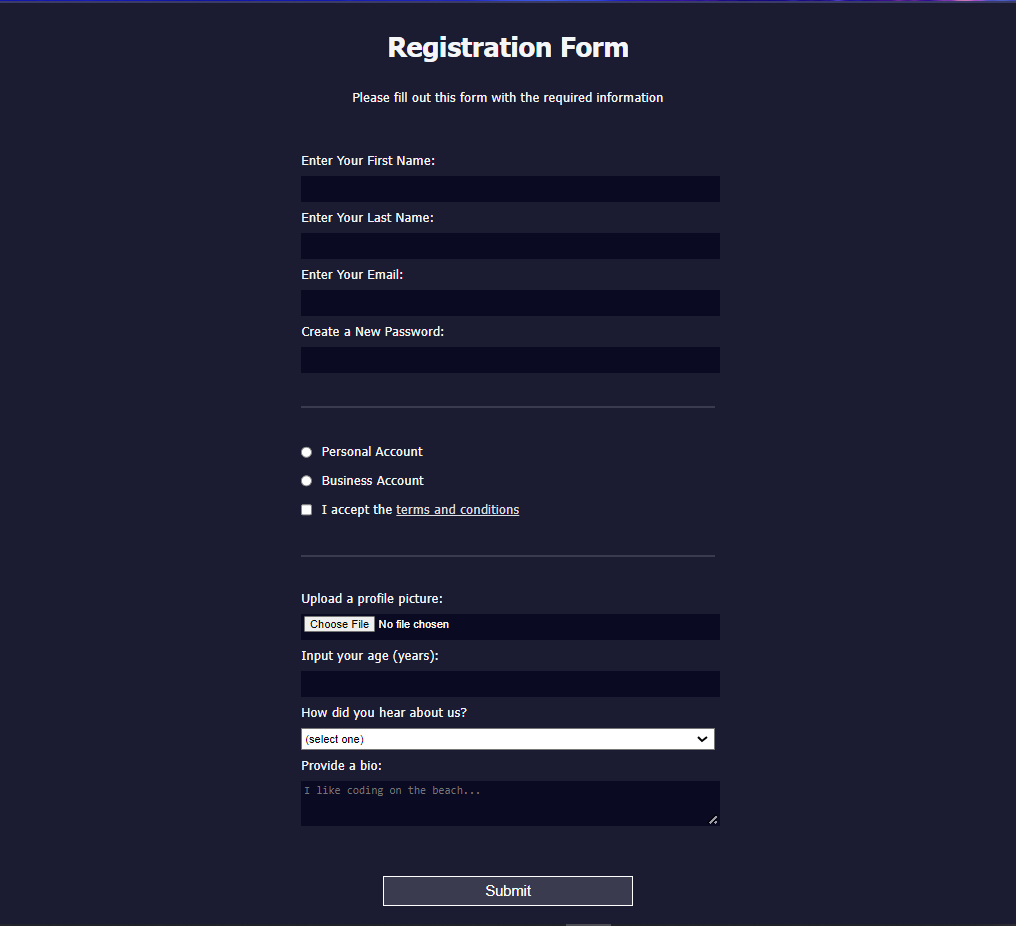 Registration Form
Please fill out this form with the required information
Enter Your First Name:
Enter Your Last Name:
Enter Your Email:
Create a New Password:
Personal Account
Business Account
I accept the terms and conditions
Upload a profile picture:
Choose File No file chosen
Input your age (years):
How did you hear about us?
(select one)
Provide a bio:
I like coding on the beach...
Submit